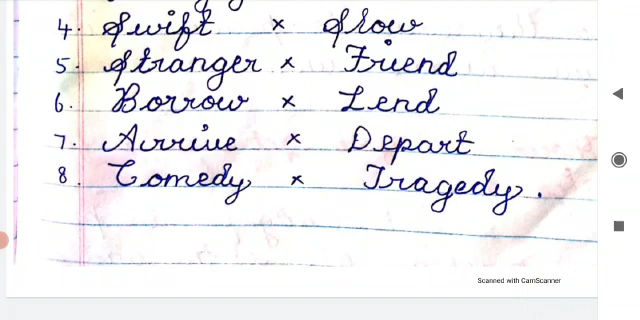 4. Swift × Slow
5. Stranger × Friend
6. Borrow × Lend
7. Arrive × Depart
8. Comedy × Tragedy.
Scanned with CamScanner